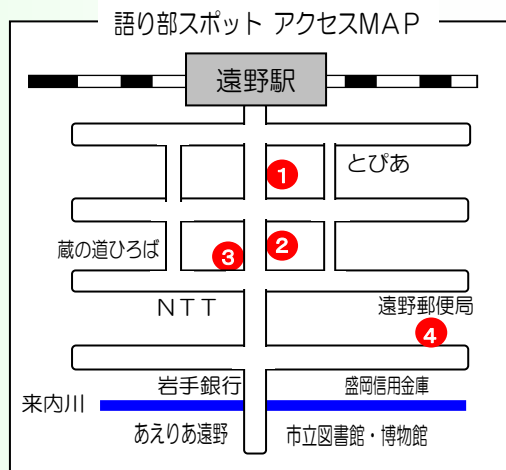 語り部スポット アクセスMAP
遠野駅
とぴあ
1
2
蔵の道ひろば
3
NTT
遠野郵便局
4
岩手銀行
盛岡信用金庫
来内川
あえりあ遠野
市立図書館・博物館